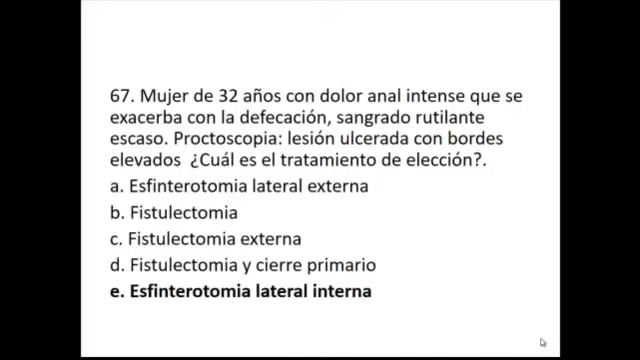 67. Mujer de 32 años con dolor anal intense que se
exacerba con la defecación, sangrado rutilante
escaso. Proctoscopia: lesión ulcerada con bordes
elevados ¿Cuál es el tratamiento de elección?.
a. Esfinterotomia lateral externa
b. Fistulectomia
c. Fistulectomia externa
d. Fistulectomia y cierre primario
e. Esfinterotomia lateral interna